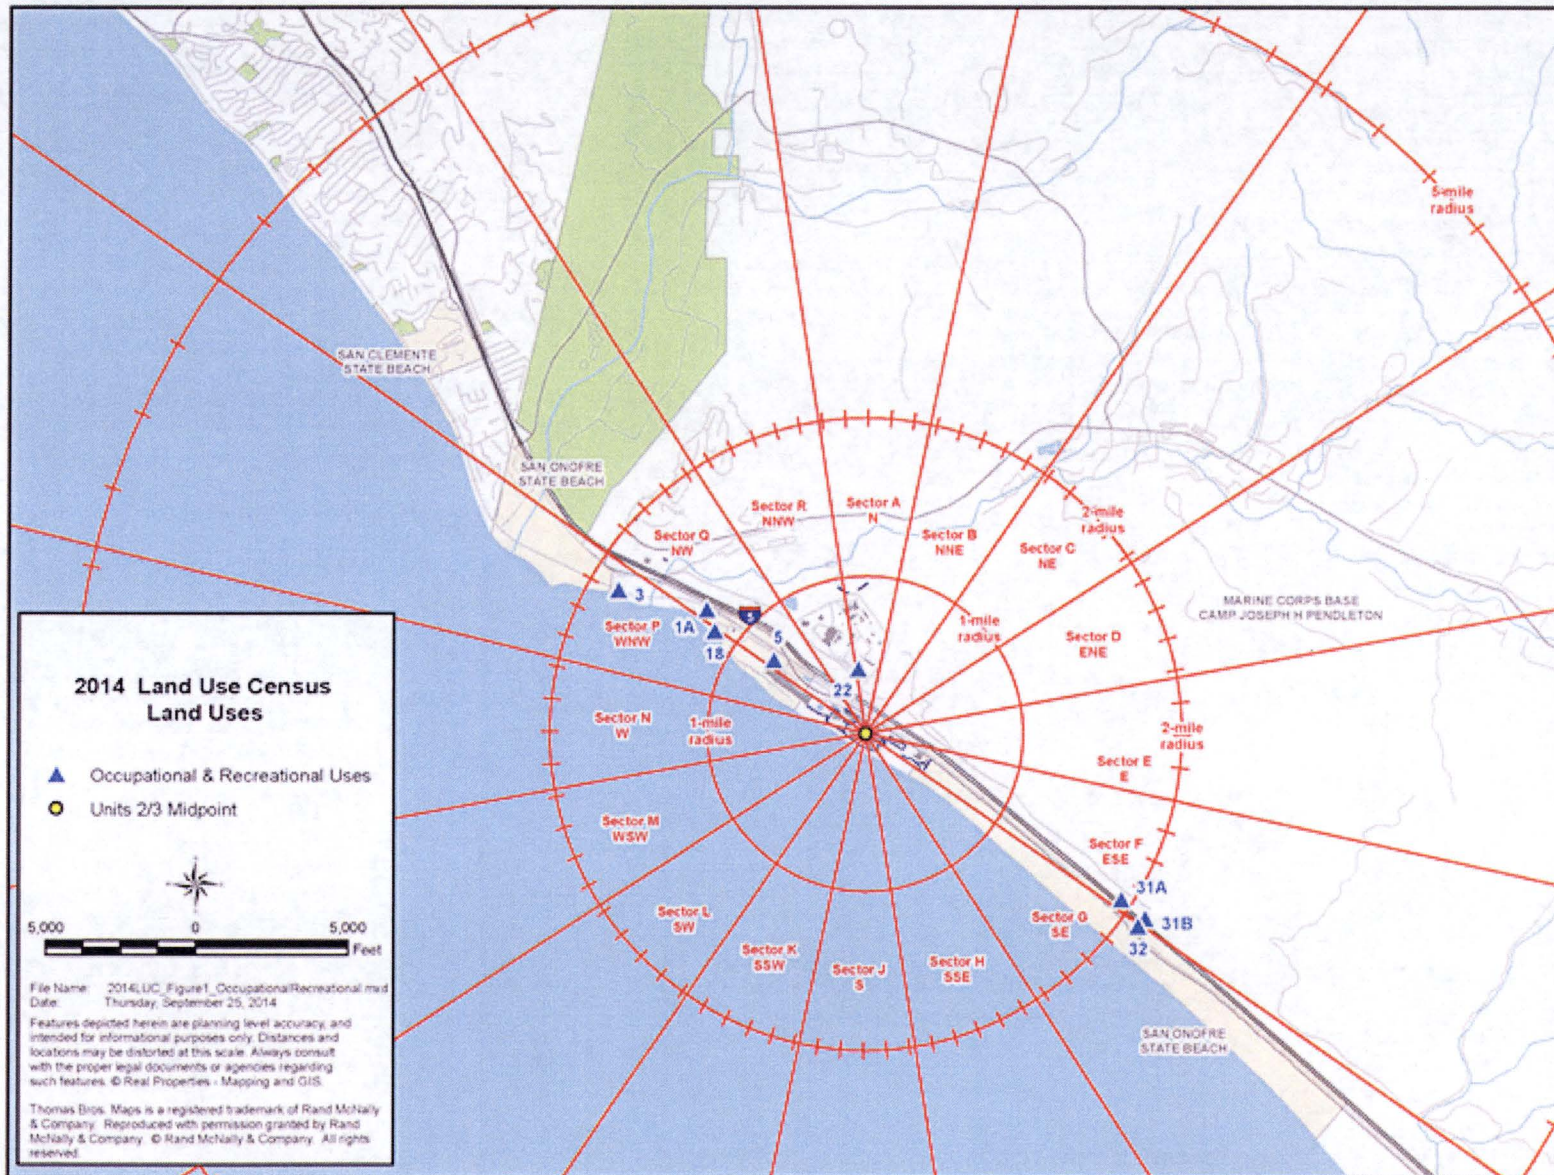 5-mile
radius
SAN CLEMENTE
STATE BEACH
SAN ONOFRE
STATE BEACH
Sector R
NNW
Sector A
N
Sector Q
NW
Sector B
NNE
2-mile
radius
Sector C
NE
3
5
MARINE CORPS BASE
CAMP JOSEPH H PENDLETON
1-mile
radius
Sector P
WNW
1A
18
5
Sector D
ENE
22
Sector N
W
1-mile
radius
2-mile
radius
Sector E
E
Sector M
WSW
Sector F
ESE
31A
31B
32
Sector L
SW
Sector G
SE
Sector K
SSW
Sector J
S
Sector H
SSE
SAN ONOFRE
STATE BEACH
2014 Land Use Census
Land Uses
Occupational & Recreational Uses
Units 2/3 Midpoint
5,000 0 5,000
Feet
File Name: 2014LUC_Figure1_OccupationalRecreational.mxd
Date: Thursday, September 25, 2014
Features depicted herein are planning level accuracy, and
intended for informational purposes only. Distances and
locations may be distorted at this scale. Always consult
with the proper legal documents or agencies regarding
such features. © Real Properties - Mapping and GIS.
Thomas Bros. Maps is a registered trademark of Rand McNally
& Company. Reproduced with permission granted by Rand
McNally & Company. © Rand McNally & Company. All rights
reserved.